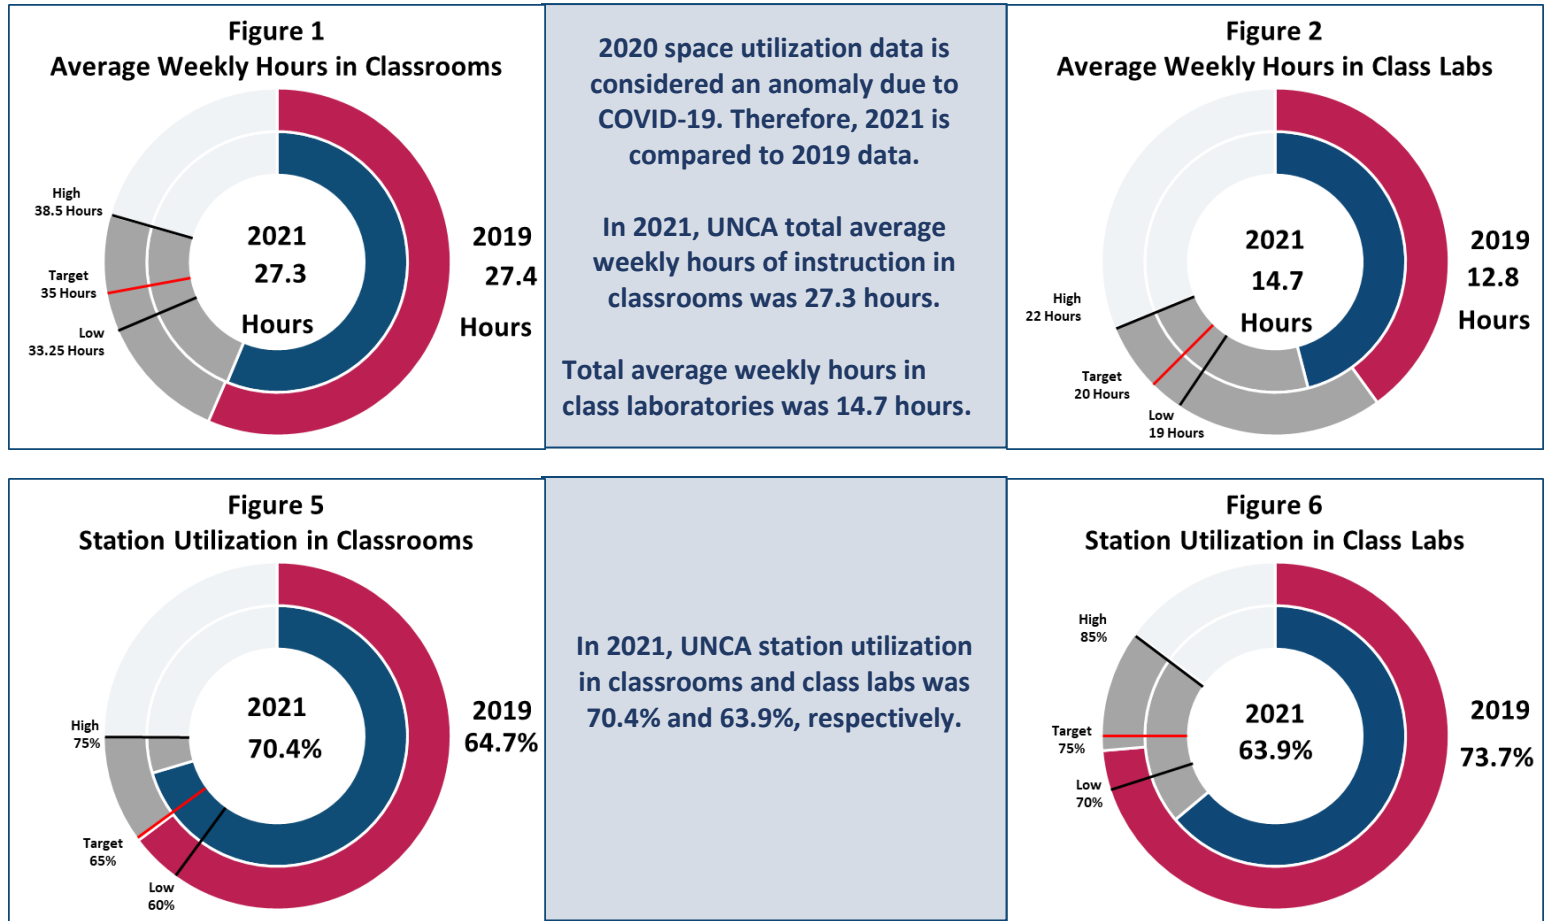 Figure 1
Average Weekly Hours in Classrooms
High
38.5 Hours
Target
35 Hours
Low
33.25 Hours
2021
27.3
Hours
2019
27.4
Hours
2020 space utilization data is
considered an anomaly due to
COVID-19. Therefore, 2021 is
compared to 2019 data.
In 2021, UNCA total average
weekly hours of instruction in
classrooms was 27.3 hours.
Total average weekly hours in
class laboratories was 14.7 hours.
Figure 2
Average Weekly Hours in Class Labs
High
22 Hours
Target
20 Hours
Low
19 Hours
2021
14.7
Hours
2019
12.8
Hours
Figure 5
Station Utilization in Classrooms
High
75%
Target
65%
Low
60%
2021
70.4%
2019
64.7%
In 2021, UNCA station utilization
in classrooms and class labs was
70.4% and 63.9%, respectively.
Figure 6
Station Utilization in Class Labs
High
85%
Target
75%
Low
70%
2021
63.9%
2019
73.7%